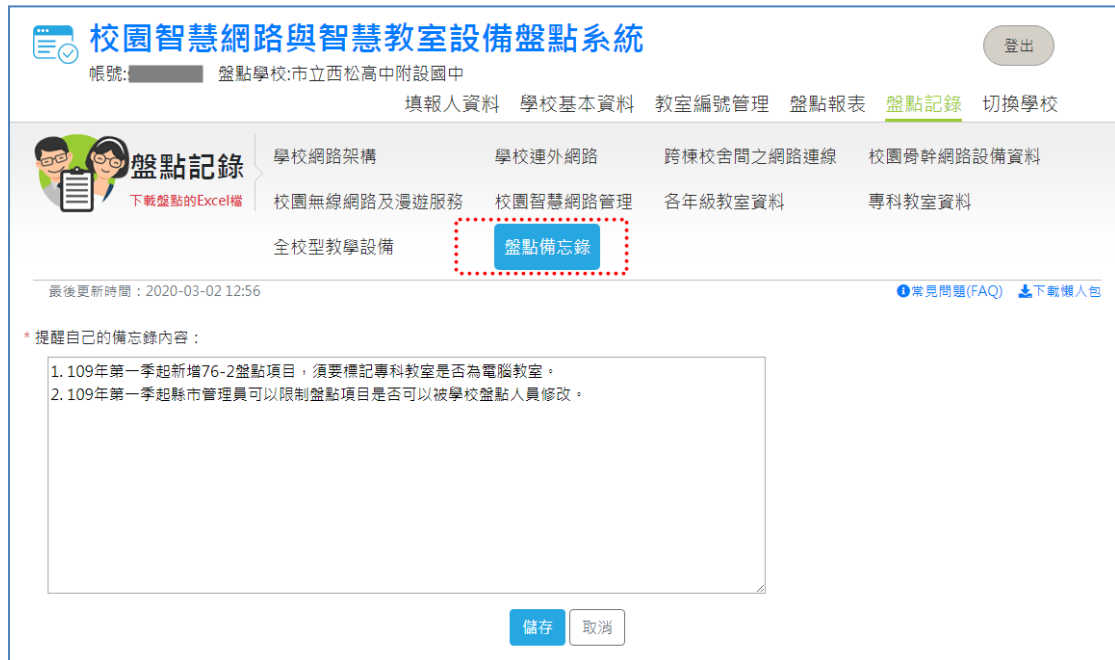 校園智慧網路與智慧教室設備盤點系統
登出
帳號: 盤點學校:市立西松高中附設國中
填報人資料 學校基本資料 教室編號管理 盤點報表 盤點記錄 切換學校
盤點記錄
下載盤點的Excel檔
學校網路架構 學校連外網路 跨棟校舍間之網路連線 校園骨幹網路設備資料
校園無線網路及漫遊服務 校園智慧網路管理 各年級教室資料 專科教室資料
全校型教學設備 盤點備忘錄
最後更新時間：2020-03-02 12:56 常見問題(FAQ) 下載懶人包
* 提醒自己的備忘錄內容：
1. 109年第一季起新增76-2盤點項目，須要標記專科教室是否為電腦教室。
2. 109年第一季起縣市管理員可以限制盤點項目是否可以被學校盤點人員修改。
儲存 取消